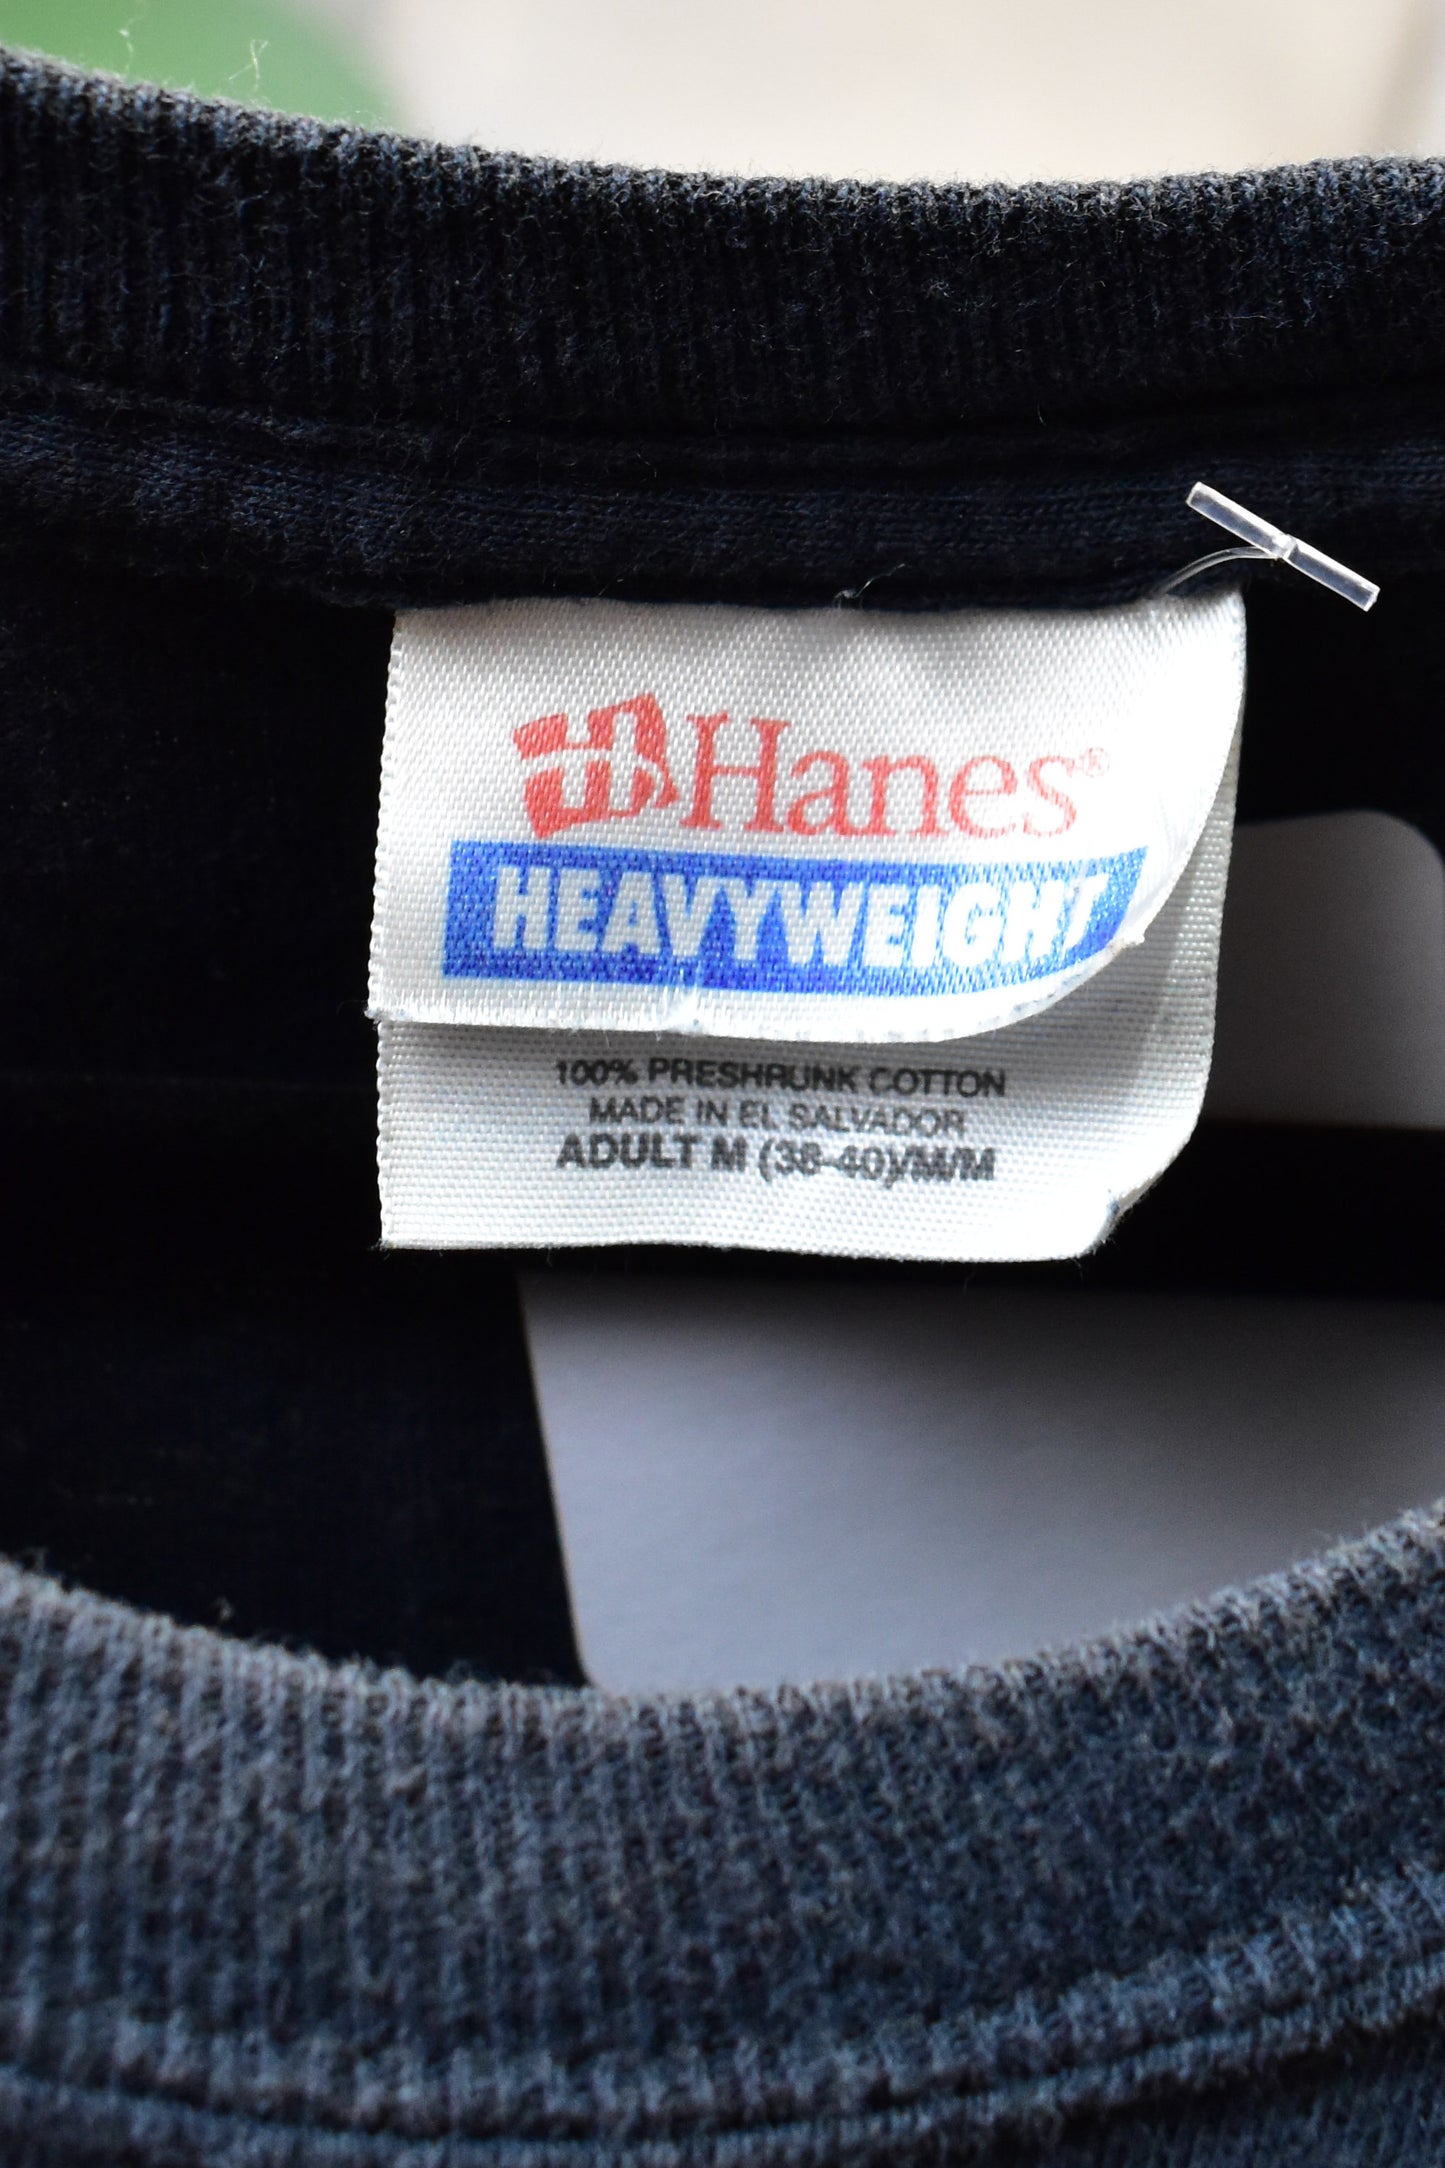 Hanes®
HEAVYWEIGHT
100% PRESHRUNK COTTON
MADE IN EL SALVADOR
ADULT M (38-40)/M/M